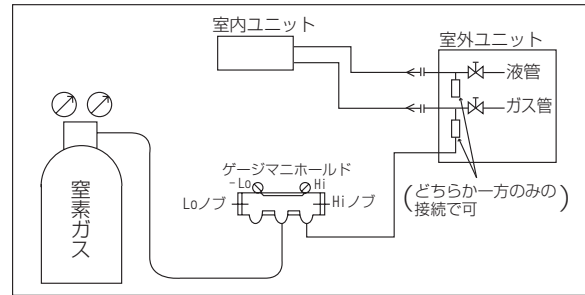 室内ユニット
室外ユニット
液管
ガス管
ゲージマニホールド
-Lo
Hi
Loノブ
Hiノブ
(どちらか一方のみの
接続で可)
窒素ガス